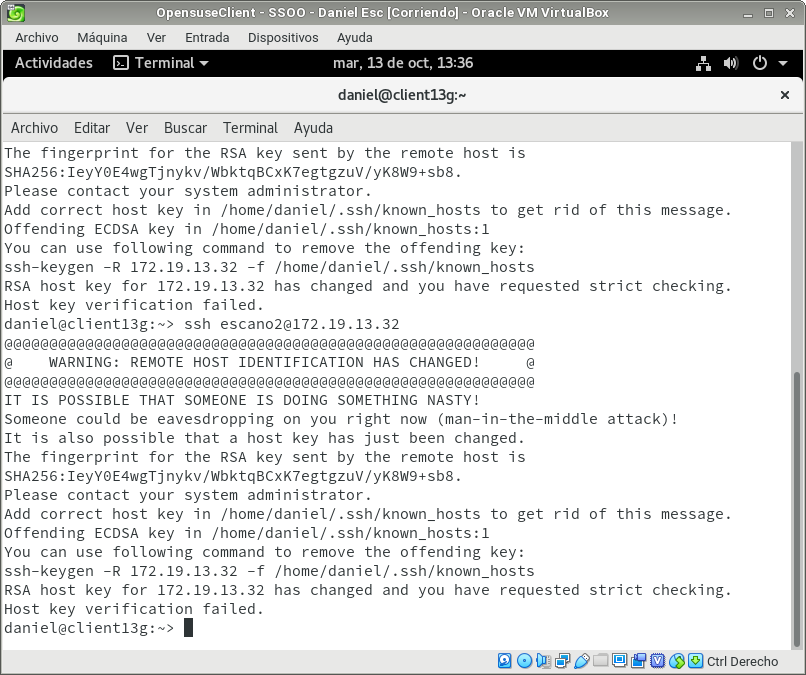 OpensuseClient - SSOO - Daniel Esc [Corriendo] - Oracle VM VirtualBox
Archivo Máquina Ver Entrada Dispositivos Ayuda
Actividades Terminal mar, 13 de oct, 13:36
daniel@client13g:~
Archivo Editar Ver Buscar Terminal Ayuda
The fingerprint for the RSA key sent by the remote host is
SHA256:IeyY0E4wgTjnykv/WbktqBCxK7egtgzuV/yK8W9+sb8.
Please contact your system administrator.
Add correct host key in /home/daniel/.ssh/known_hosts to get rid of this message.
Offending ECDSA key in /home/daniel/.ssh/known_hosts:1
You can use following command to remove the offending key:
ssh-keygen -R 172.19.13.32 -f /home/daniel/.ssh/known_hosts
RSA host key for 172.19.13.32 has changed and you have requested strict checking.
Host key verification failed.
daniel@client13g:~> ssh escano2@172.19.13.32
@@@@@@@@@@@@@@@@@@@@@@@@@@@@@@@@@@@@@@@@@@@@@@@@@@@@@@@@@@@
@    WARNING: REMOTE HOST IDENTIFICATION HAS CHANGED!     @
@@@@@@@@@@@@@@@@@@@@@@@@@@@@@@@@@@@@@@@@@@@@@@@@@@@@@@@@@@@
IT IS POSSIBLE THAT SOMEONE IS DOING SOMETHING NASTY!
Someone could be eavesdropping on you right now (man-in-the-middle attack)!
It is also possible that a host key has just been changed.
The fingerprint for the RSA key sent by the remote host is
SHA256:IeyY0E4wgTjnykv/WbktqBCxK7egtgzuV/yK8W9+sb8.
Please contact your system administrator.
Add correct host key in /home/daniel/.ssh/known_hosts to get rid of this message.
Offending ECDSA key in /home/daniel/.ssh/known_hosts:1
You can use following command to remove the offending key:
ssh-keygen -R 172.19.13.32 -f /home/daniel/.ssh/known_hosts
RSA host key for 172.19.13.32 has changed and you have requested strict checking.
Host key verification failed.
daniel@client13g:~>
Ctrl Derecho